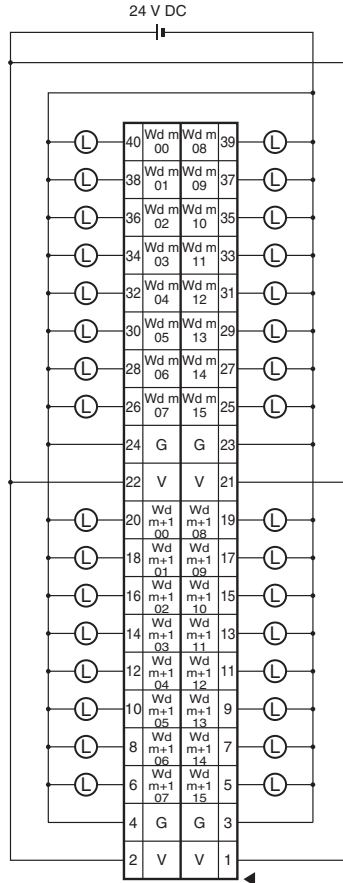 24 V DC
L 40 Wd m 00 Wd m 08 39 L
L 38 Wd m 01 Wd m 09 37 L
L 36 Wd m 02 Wd m 10 35 L
L 34 Wd m 03 Wd m 11 33 L
L 32 Wd m 04 Wd m 12 31 L
L 30 Wd m 05 Wd m 13 29 L
L 28 Wd m 06 Wd m 14 27 L
L 26 Wd m 07 Wd m 15 25 L
24 G G 23
22 V V 21
L 20 Wd m+1 00 Wd m+1 08 19 L
L 18 Wd m+1 01 Wd m+1 09 17 L
L 16 Wd m+1 02 Wd m+1 10 15 L
L 14 Wd m+1 03 Wd m+1 11 13 L
L 12 Wd m+1 04 Wd m+1 12 11 L
L 10 Wd m+1 05 Wd m+1 13 9 L
L 8 Wd m+1 06 Wd m+1 14 7 L
L 6 Wd m+1 07 Wd m+1 15 5 L
4 G G 3
2 V V 1